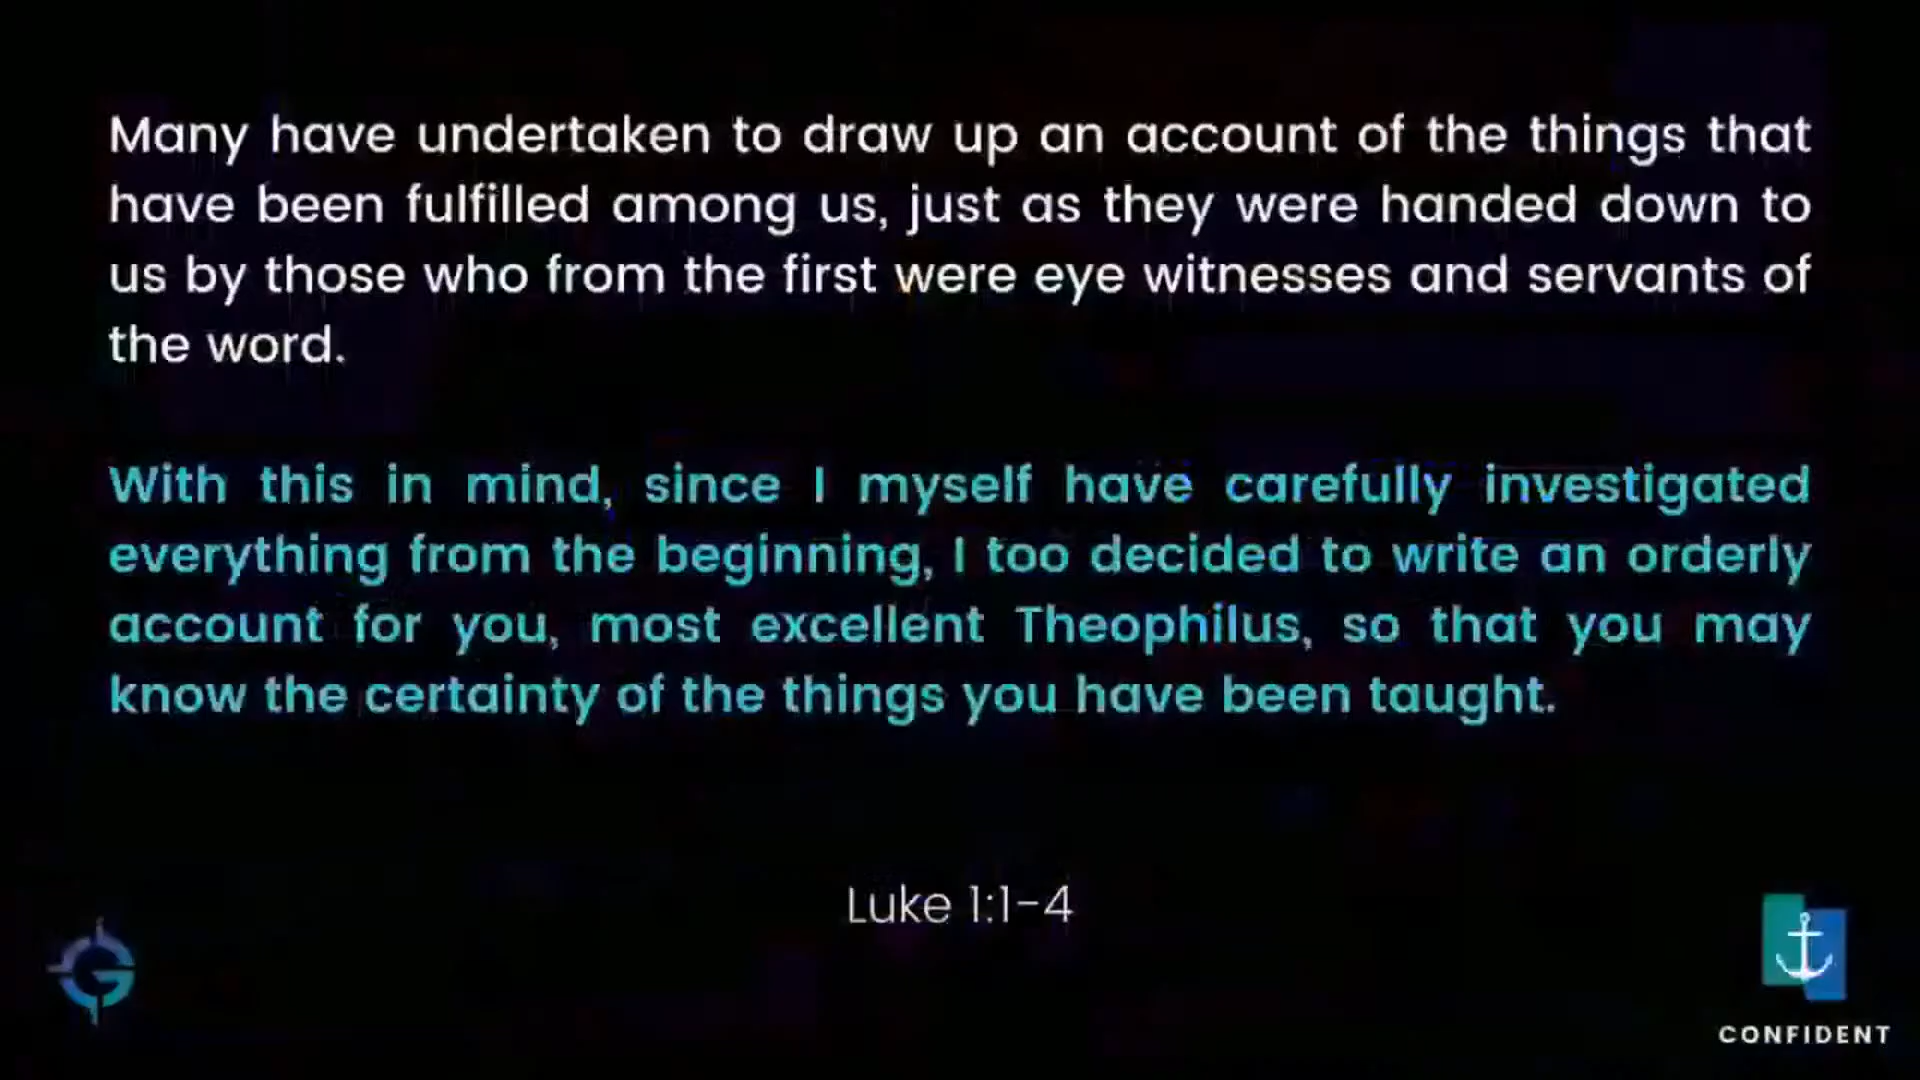 Many have undertaken to draw up an account of the things that
have been fulfilled among us, just as they were handed down to
us by those who from the first were eye witnesses and servants of
the word.
With this in mind, since I myself have carefully investigated
everything from the beginning, I too decided to write an orderly
account for you, most excellent Theophilus, so that you may
know the certainty of the things you have been taught.
Luke 1:1-4
G
CONFIDENT